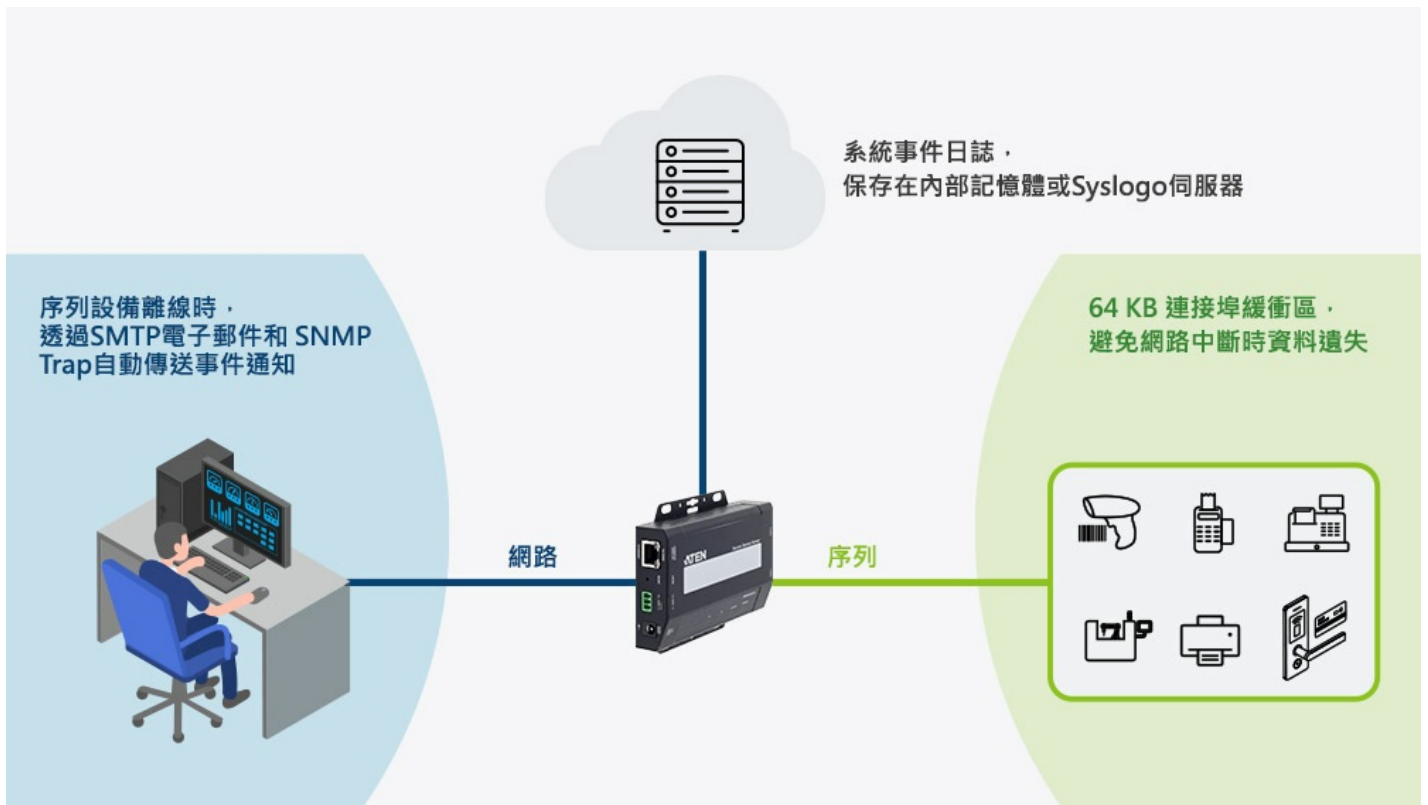 系統事件日誌，
保存在內部記憶體或Syslogo伺服器
序列設備離線時，
透過SMTP電子郵件和 SNMP
Trap自動傳送事件通知
64 KB 連接埠緩衝區，
避免網路中斷時資料遺失
網路
ATEN
序列